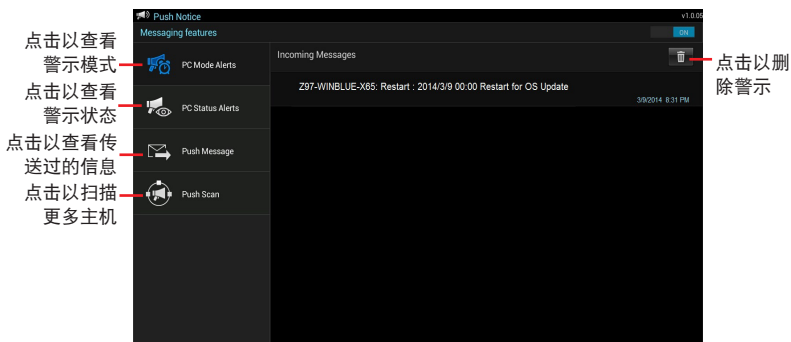 Push Notice
v1.0.05
Messaging features
ON
点击以查看
警示模式
PC Mode Alerts
Incoming Messages
点击以删
除警示
点击以查看
警示状态
PC Status Alerts
Z97-WINBLUE-X65: Restart : 2014/3/9 00:00 Restart for OS Update
3/9/2014 8:31 PM
点击以查看传
送过的信息
Push Message
点击以扫描
更多主机
Push Scan